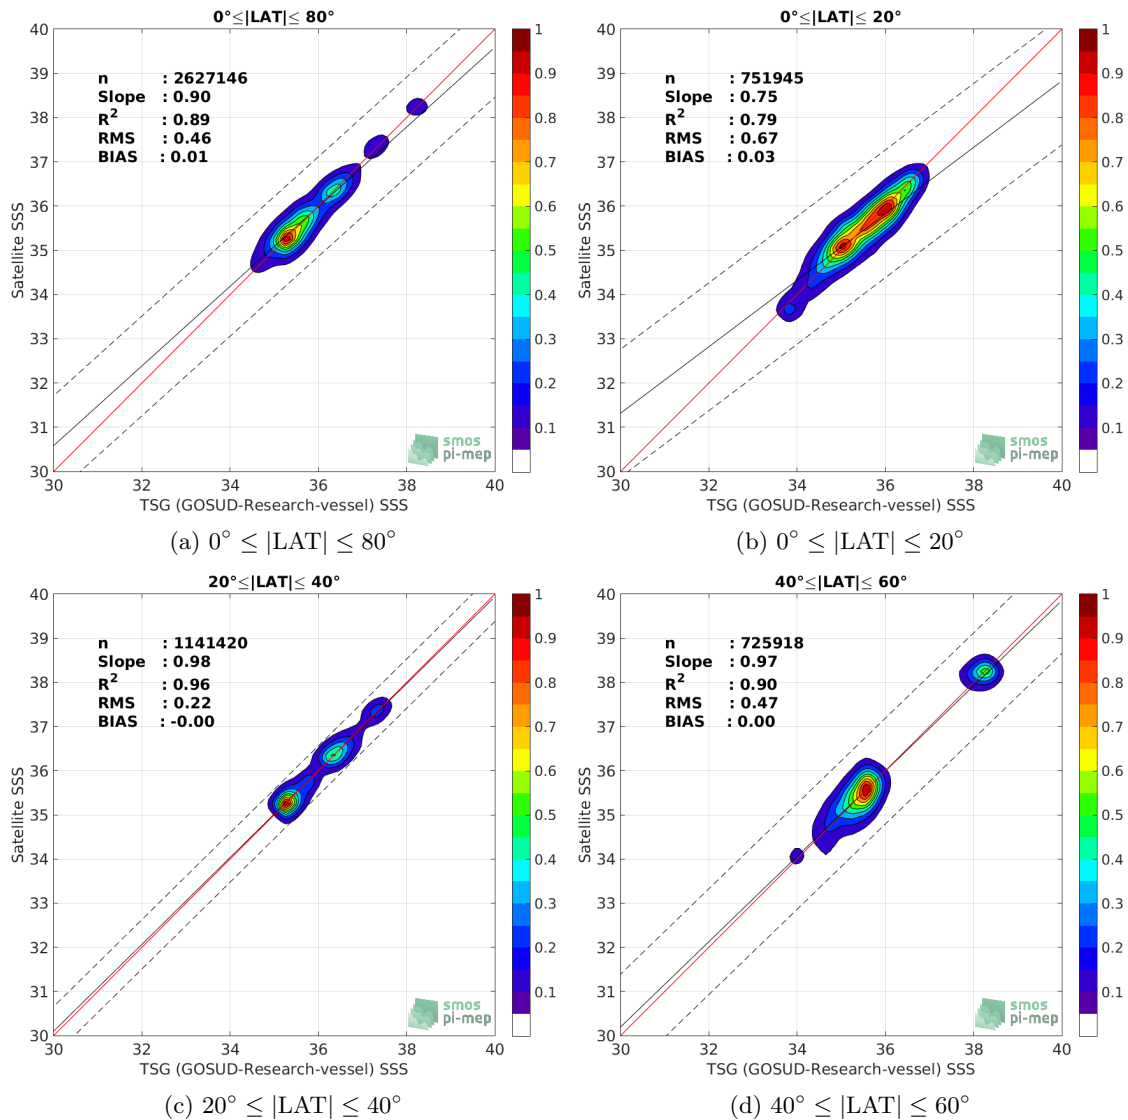 0°≤|LAT|≤ 80°
40
39
38
37
36
35
34
33
32
31
30
Satellite SSS
n : 2627146
Slope : 0.90
R² : 0.89
RMS : 0.46
BIAS : 0.01
smos
pi-mep
30 32 34 36 38 40
TSG (GOSUD-Research-vessel) SSS
1
0.9
0.8
0.7
0.6
0.5
0.4
0.3
0.2
0.1
(a) 0° ≤ |LAT| ≤ 80°
0°≤|LAT|≤ 20°
40
39
38
37
36
35
34
33
32
31
30
Satellite SSS
n : 751945
Slope : 0.75
R² : 0.79
RMS : 0.67
BIAS : 0.03
smos
pi-mep
30 32 34 36 38 40
TSG (GOSUD-Research-vessel) SSS
1
0.9
0.8
0.7
0.6
0.5
0.4
0.3
0.2
0.1
(b) 0° ≤ |LAT| ≤ 20°
20°≤|LAT|≤ 40°
40
39
38
37
36
35
34
33
32
31
30
Satellite SSS
n : 1141420
Slope : 0.98
R² : 0.96
RMS : 0.22
BIAS : -0.00
smos
pi-mep
30 32 34 36 38 40
TSG (GOSUD-Research-vessel) SSS
1
0.9
0.8
0.7
0.6
0.5
0.4
0.3
0.2
0.1
(c) 20° ≤ |LAT| ≤ 40°
40°≤|LAT|≤ 60°
40
39
38
37
36
35
34
33
32
31
30
Satellite SSS
n : 725918
Slope : 0.97
R² : 0.90
RMS : 0.47
BIAS : 0.00
smos
pi-mep
30 32 34 36 38 40
TSG (GOSUD-Research-vessel) SSS
1
0.9
0.8
0.7
0.6
0.5
0.4
0.3
0.2
0.1
(d) 40° ≤ |LAT| ≤ 60°